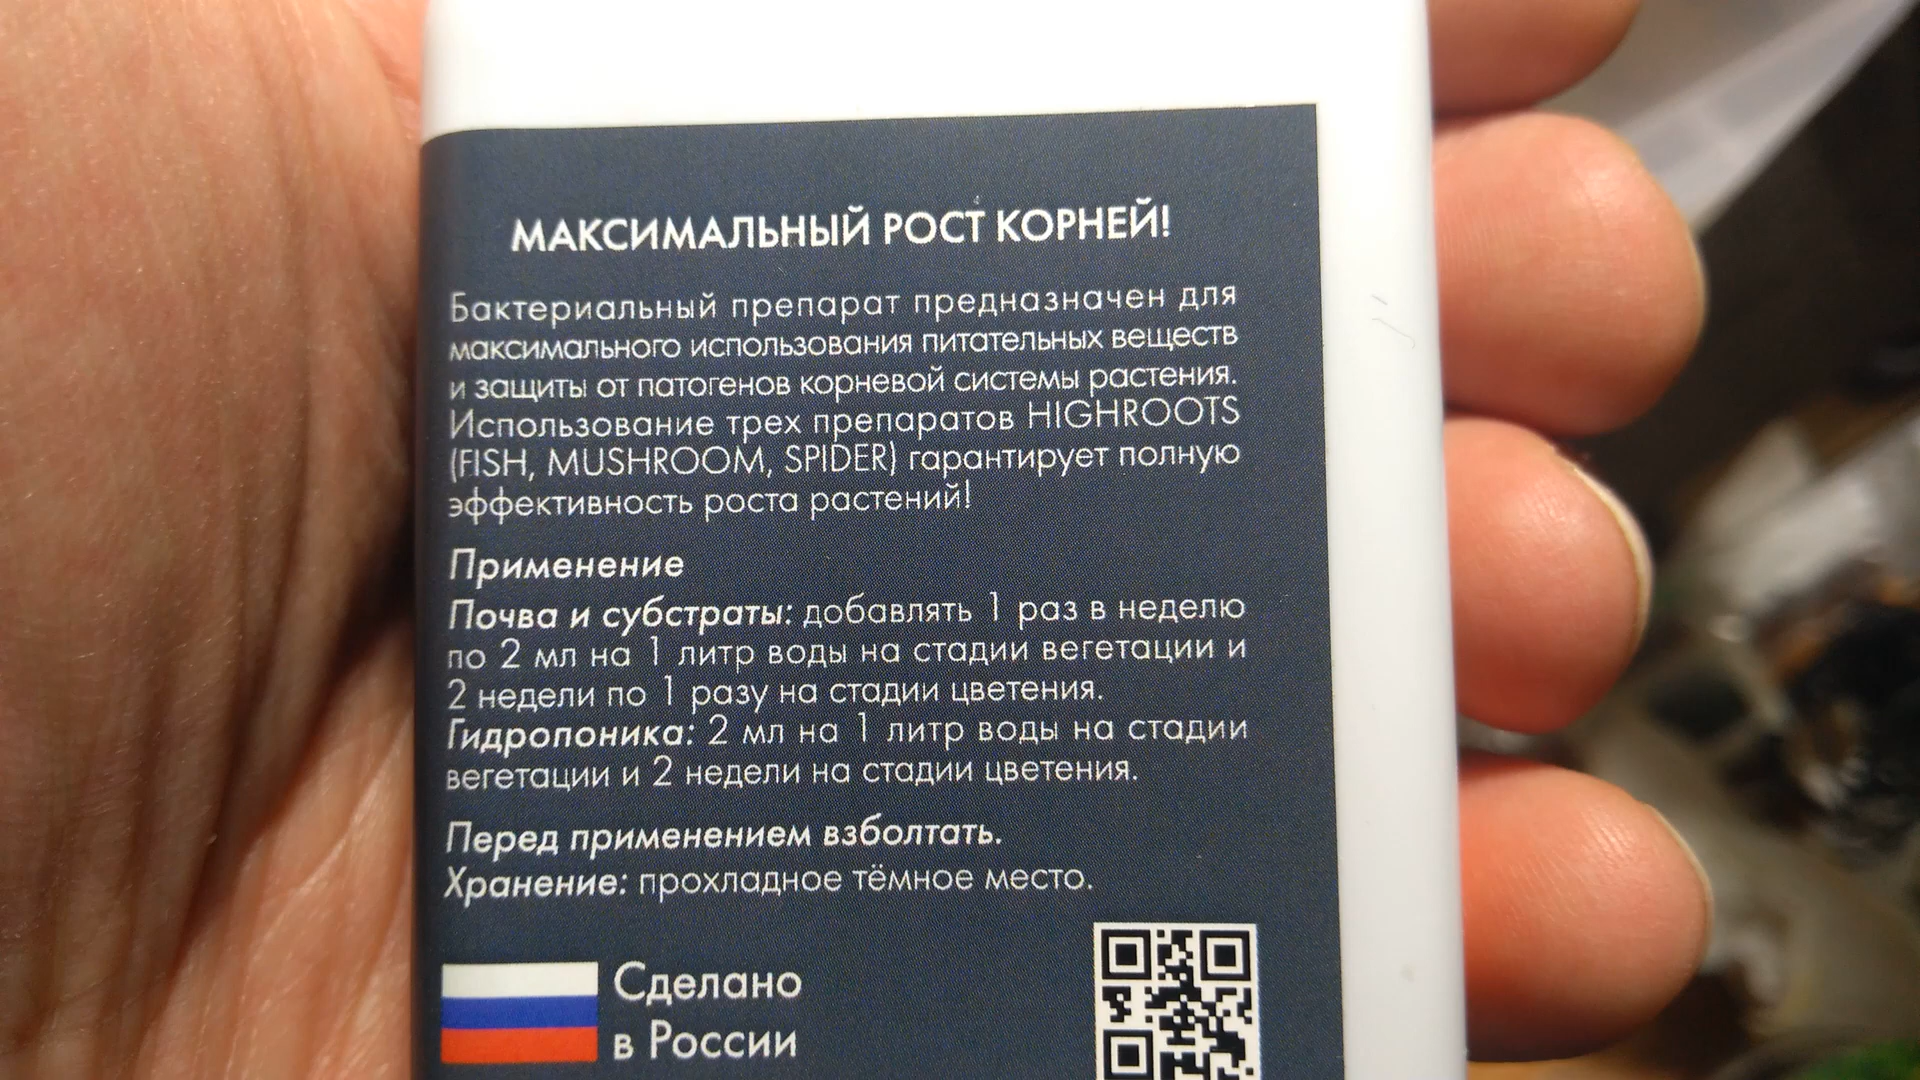 МАКСИМАЛЬНЫЙ РОСТ КОРНЕЙ!
Бактериальный препарат предназначен для
максимального использования питательных веществ
и защиты от патогенов корневой системы растения.
Использование трех препаратов HIGHROOTS
(FISH, MUSHROOM, SPIDER) гарантирует полную
эффективность роста растений!
Применение
Почва и субстраты: добавлять 1 раз в неделю
по 2 мл на 1 литр воды на стадии вегетации и
2 недели по 1 разу на стадии цветения.
Гидропоника: 2 мл на 1 литр воды на стадии
вегетации и 2 недели на стадии цветения.
Перед применением взболтать.
Хранение: прохладное тёмное место.
Сделано
в России